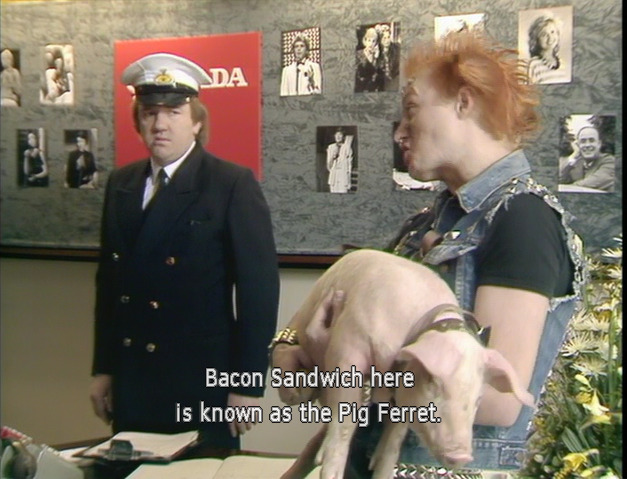 DA
Bacon Sandwich here
is known as the Pig Ferret.